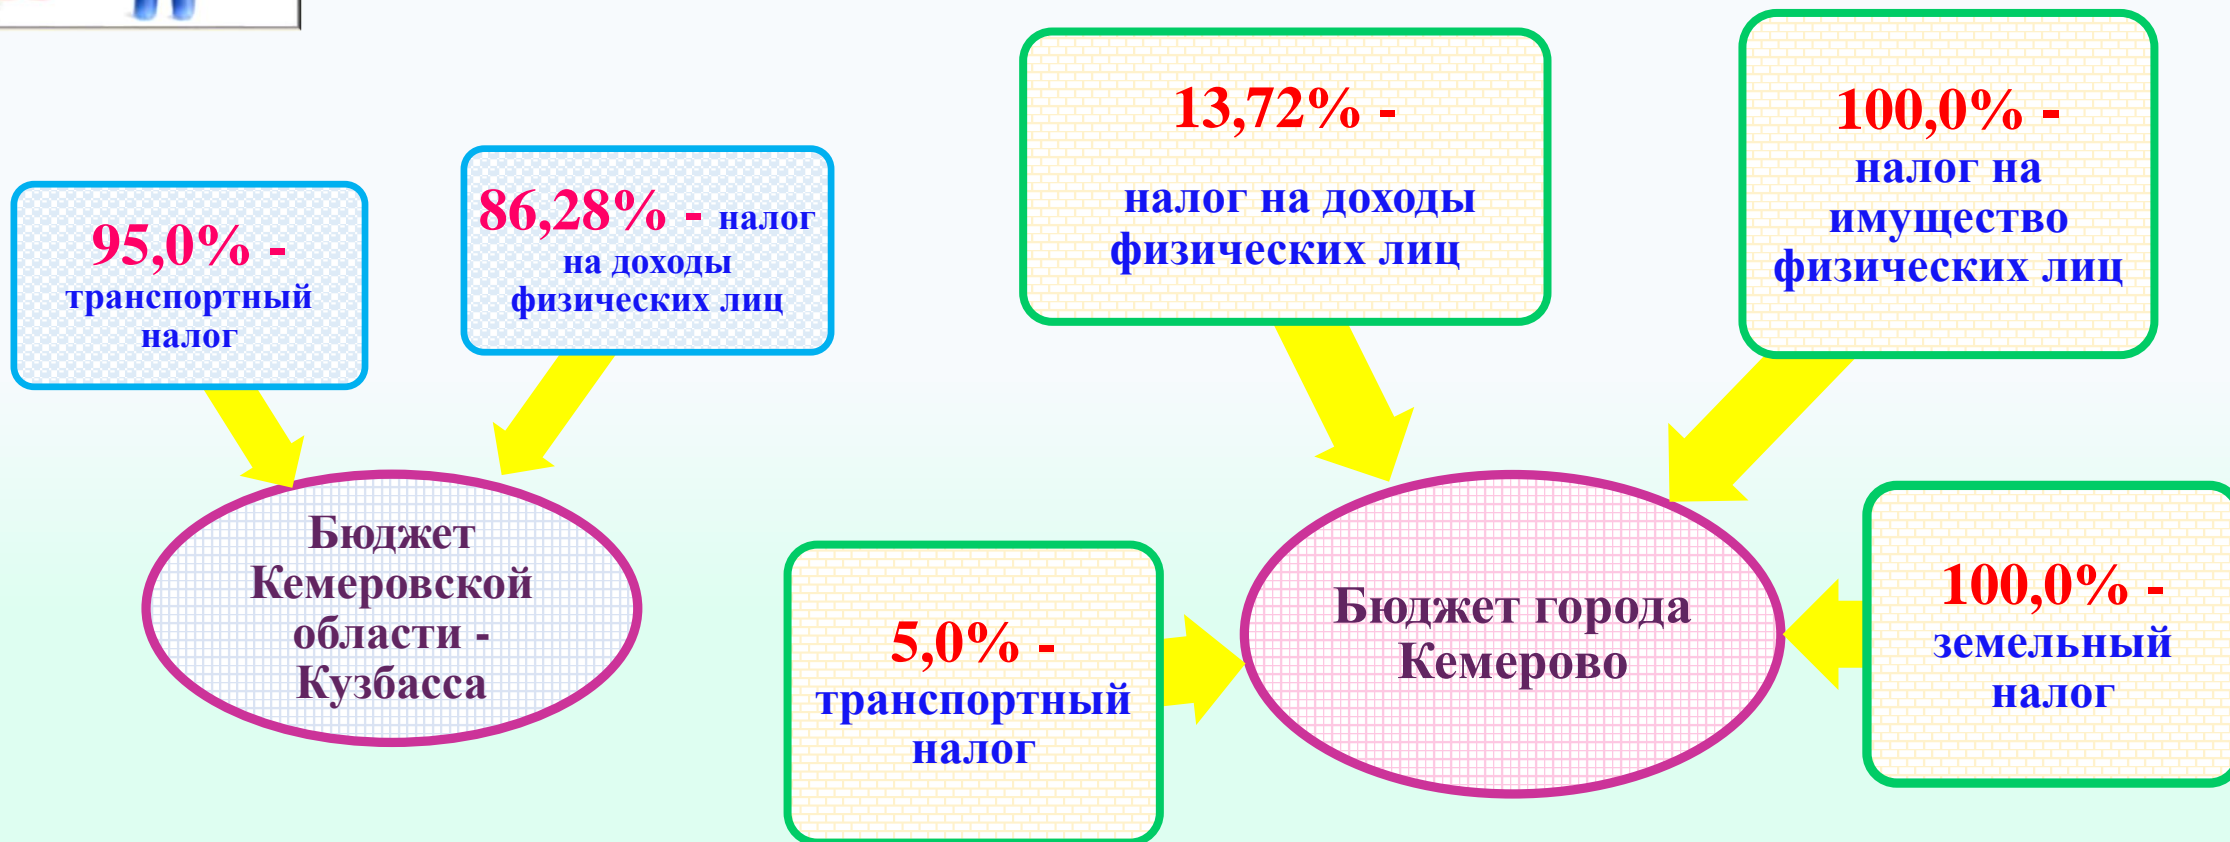 95,0% -
транспортный
налог
86,28% - налог
на доходы
физических лиц
13,72% -
налог на доходы
физических лиц
100,0% -
налог на
имущество
физических лиц
Бюджет
Кемеровской
области -
Кузбасса
5,0% -
транспортный
налог
Бюджет города
Кемерово
100,0% -
земельный
налог